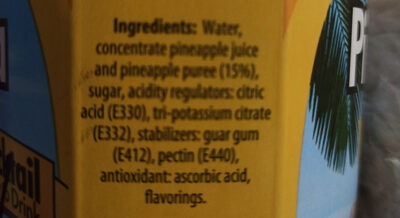 Ingredients: Water,
concentrate pineapple juice
and pineapple puree (15%),
sugar, acidity regulators: citric
acid (E330), tri-potassium citrate
(E332), stabilizers: guar gum
(E412), pectin (E440),
antioxidant: ascorbic acid,
flavorings.